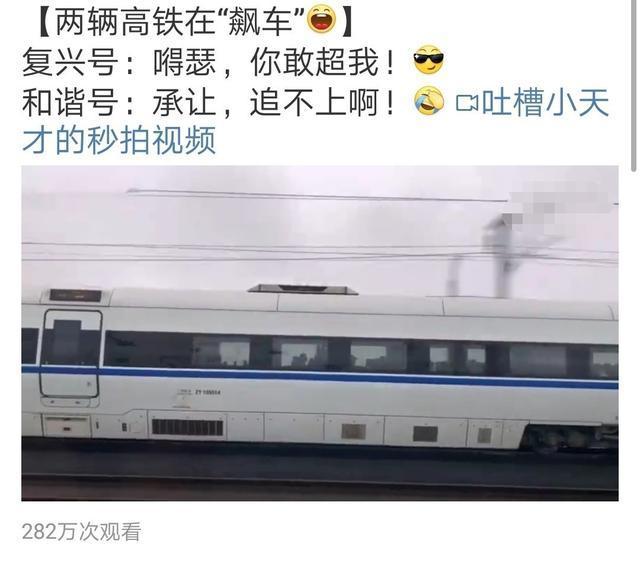 【两辆高铁在“飙车”😄】
复兴号：嘚瑟，你敢超我！😎
和谐号：承让，追不上啊！🤣吐槽小天
才的秒拍视频
282万次观看